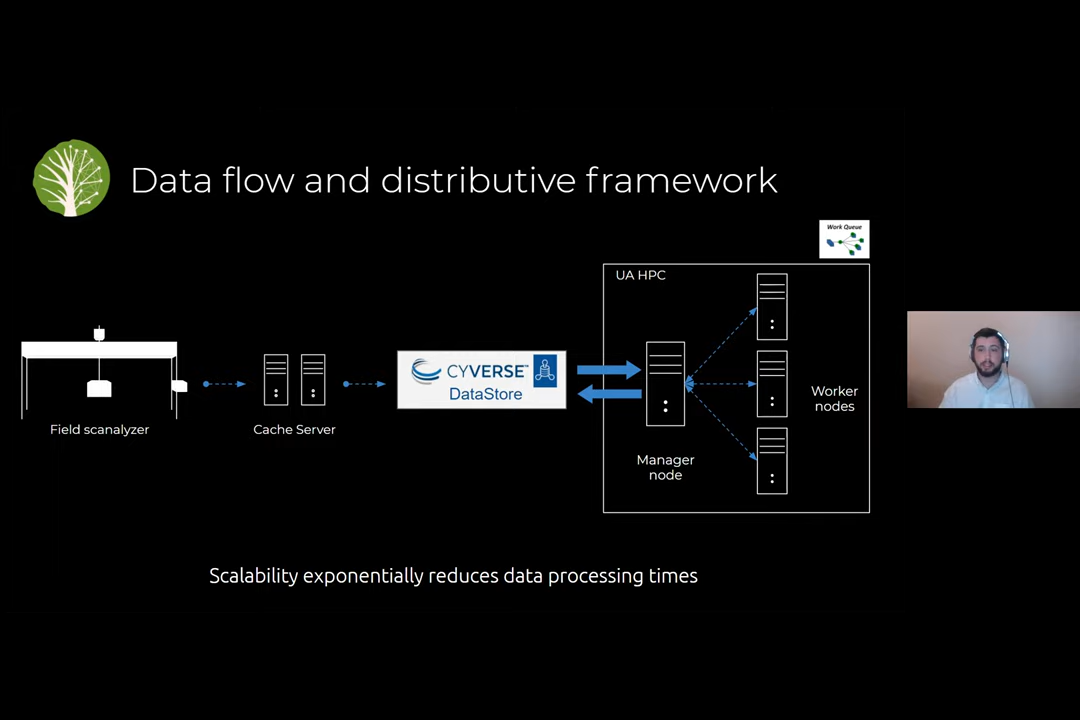 Data flow and distributive framework
Work Queue
UA HPC
CYVERSE™
DataStore
Worker
nodes
Field scanalyzer
Cache Server
Manager
node
Scalability exponentially reduces data processing times